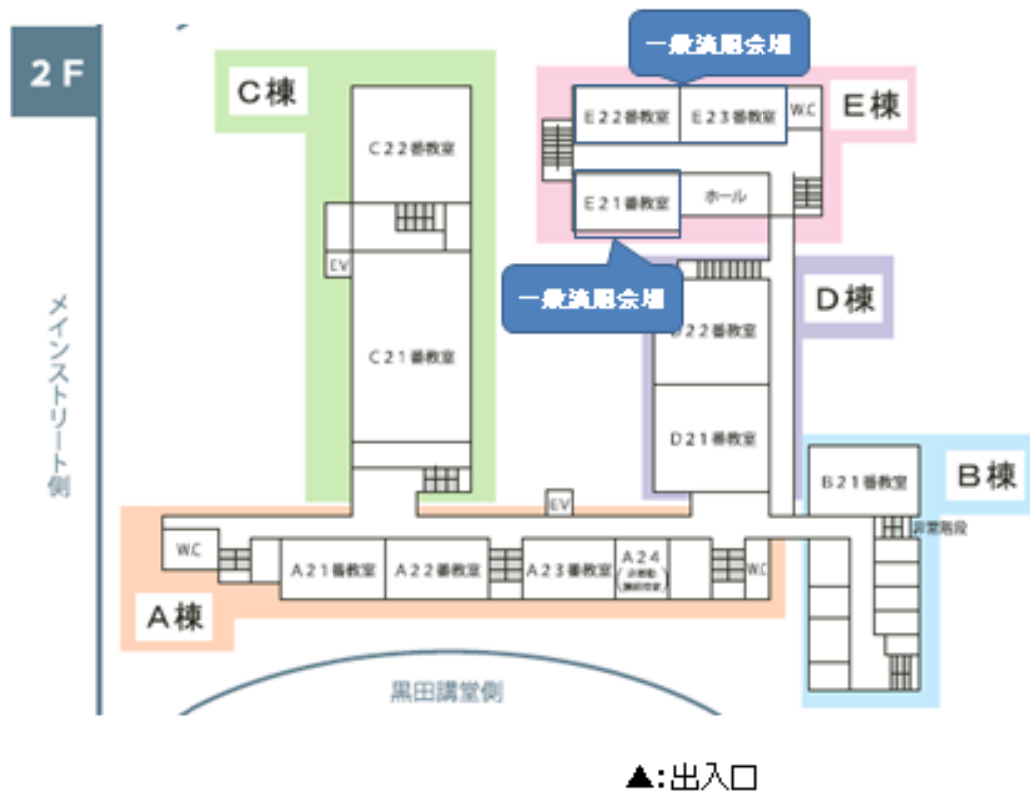 2F
一般演題会場
C棟
E棟
E22番教室
E23番教室
W.C
C22番教室
E21番教室
ホール
EV
一般演題会場
D棟
22番教室
メインストリート側
C21番教室
D21番教室
B21番教室
B棟
EV
非常階段
W.C
A21番教室
A22番教室
A23番教室
A24
W.C
A棟
黒田講堂側
▲:出入口